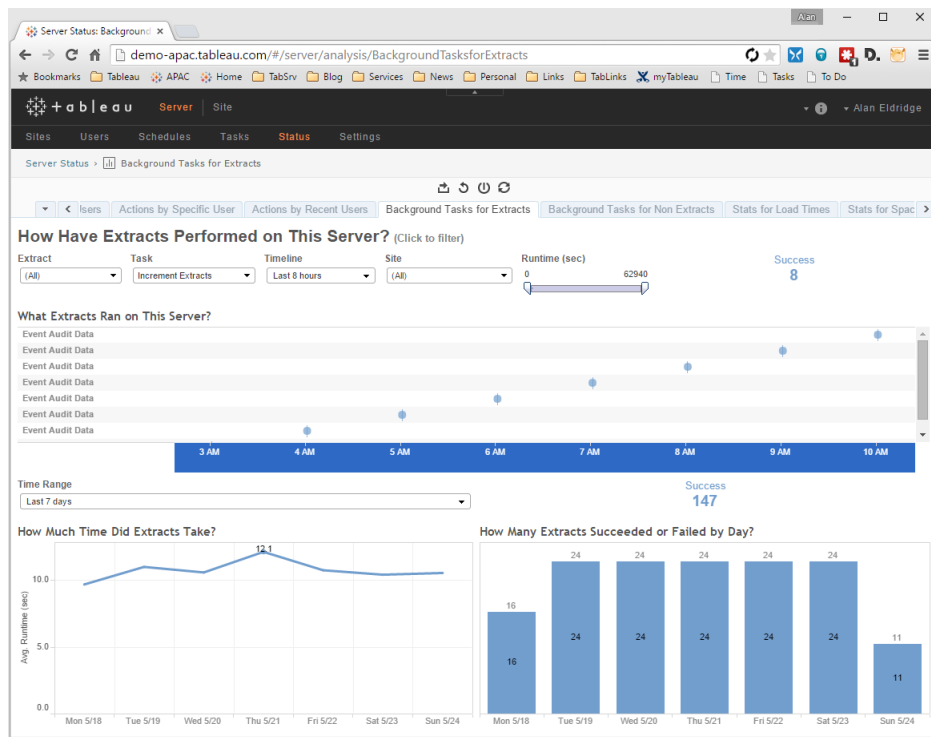 Alan
Server Status: Background
demo-apac.tableau.com/#/server/analysis/BackgroundTasksforExtracts
Bookmarks Tableau APAC Home TabSrv Blog Services News Personal Links TabLinks myTableau Time Tasks To Do
+ a b | e a u Server Site Alan Eldridge
Sites Users Schedules Tasks Status Settings
Server Status › Background Tasks for Extracts
Actions by Specific User Actions by Recent Users Background Tasks for Extracts Background Tasks for Non Extracts Stats for Load Times Stats for Spac
How Have Extracts Performed on This Server? (Click to filter)
Extract Task Timeline Site Runtime (sec) Success
(All) Increment Extracts Last 8 hours (All) 0 62940 8
What Extracts Ran on This Server?
Event Audit Data
Event Audit Data
Event Audit Data
Event Audit Data
Event Audit Data
Event Audit Data
Event Audit Data
3 AM 4 AM 5 AM 6 AM 7 AM 8 AM 9 AM 10 AM
Time Range Success
Last 7 days 147
How Much Time Did Extracts Take?
12.1
10.0
5.0
0.0
Avg. Runtime (sec)
Mon 5/18 Tue 5/19 Wed 5/20 Thu 5/21 Fri 5/22 Sat 5/23 Sun 5/24
How Many Extracts Succeeded or Failed by Day?
16 24 24 24 24 24 11
16 24 24 24 24 24 11
Mon 5/18 Tue 5/19 Wed 5/20 Thu 5/21 Fri 5/22 Sat 5/23 Sun 5/24